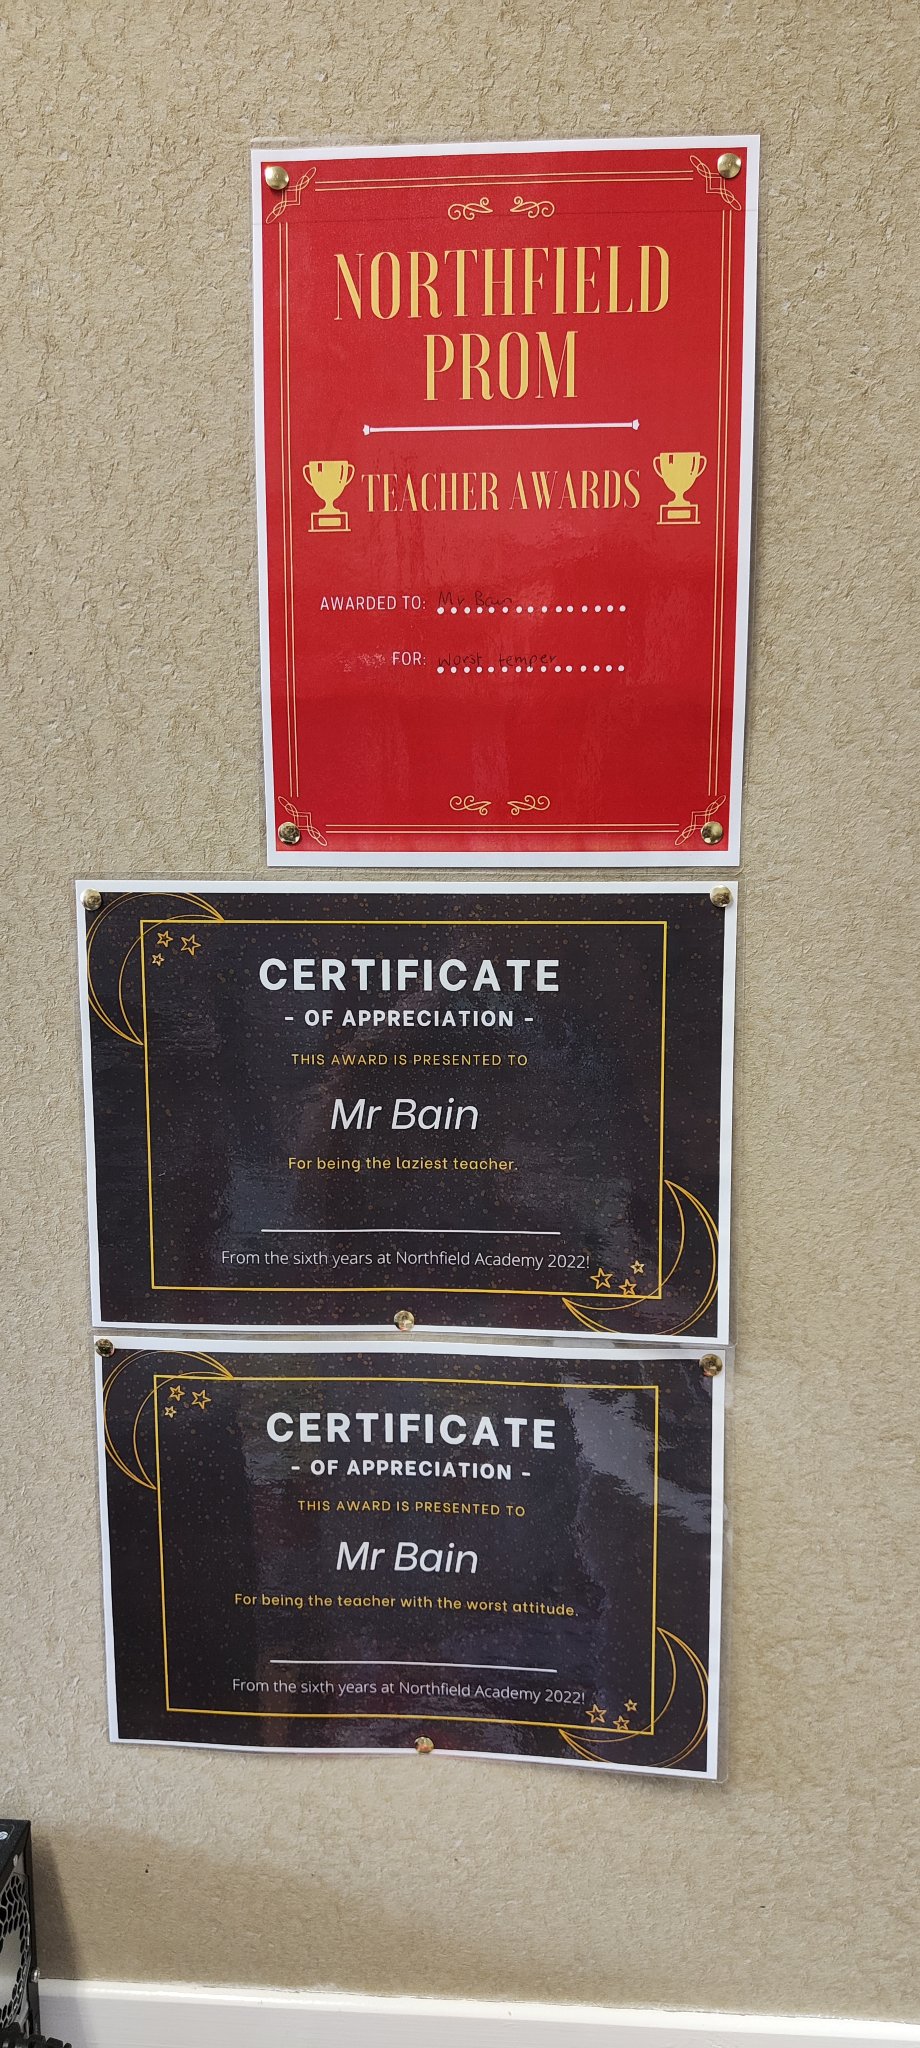 NORTHFIELD
PROM
TEACHER AWARDS
AWARDED TO: Mr Bain
FOR: worst temper
CERTIFICATE
- OF APPRECIATION -
THIS AWARD IS PRESENTED TO
Mr Bain
For being the laziest teacher.
From the sixth years at Northfield Academy 2022!
CERTIFICATE
- OF APPRECIATION -
THIS AWARD IS PRESENTED TO
Mr Bain
For being the teacher with the worst attitude.
From the sixth years at Northfield Academy 2022!